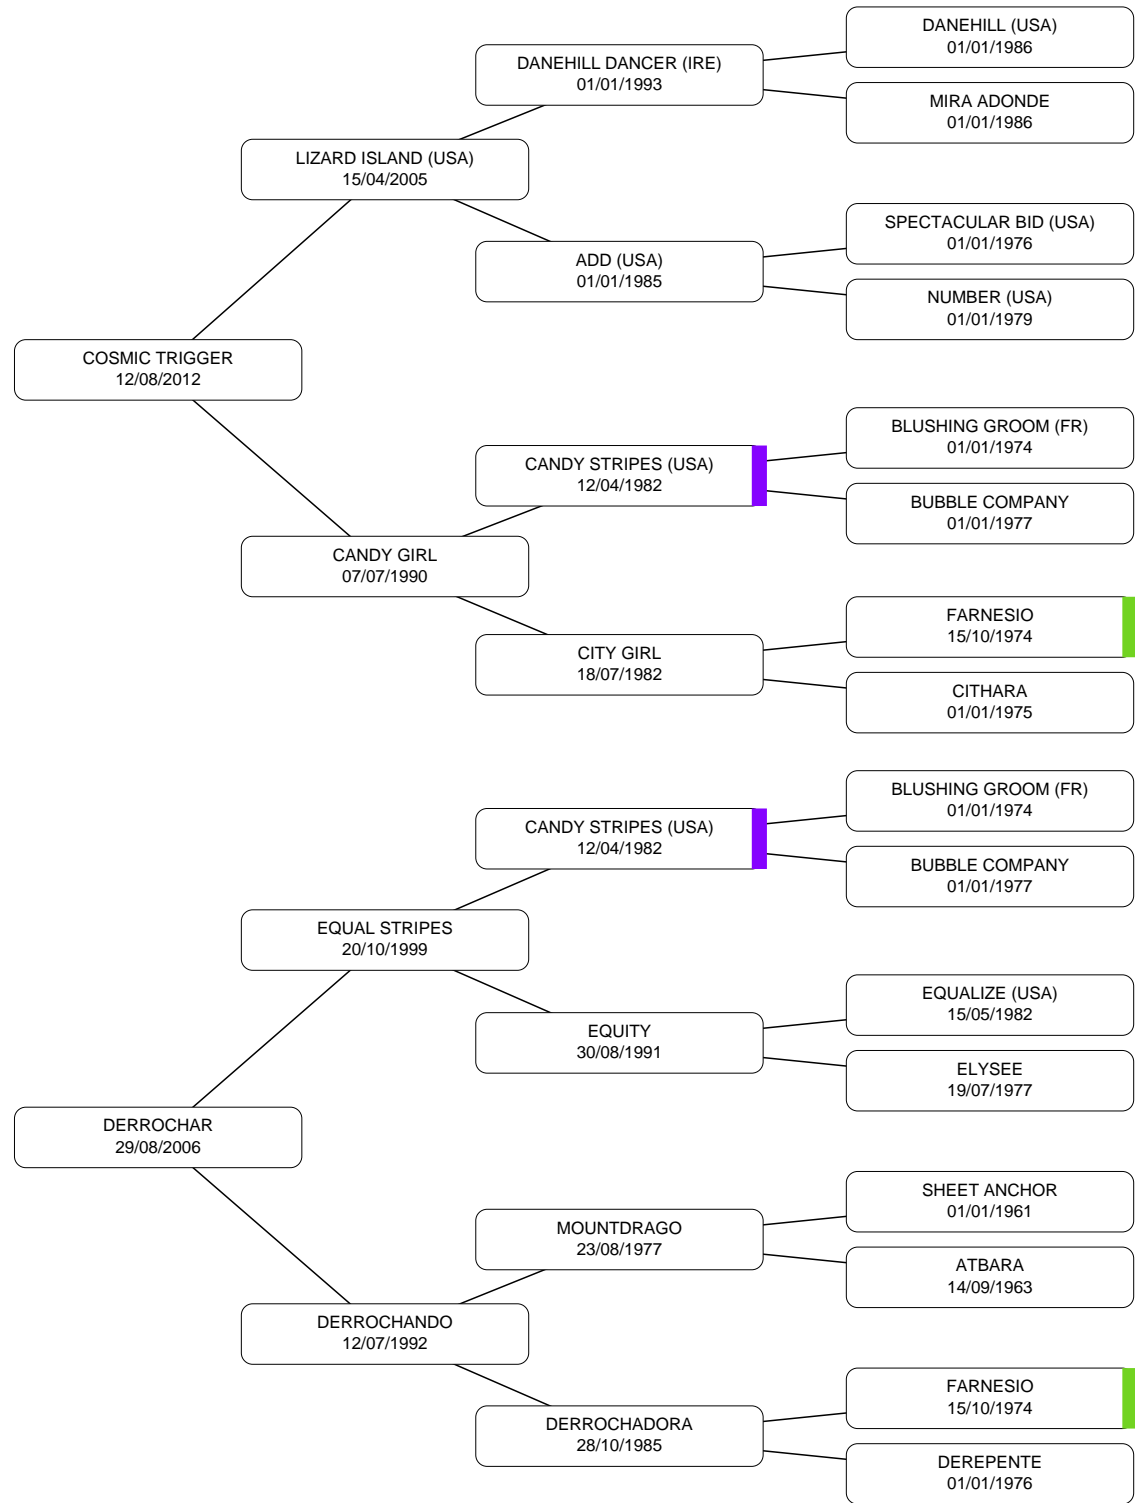 DANEHILL (USA)
01/01/1986
DANEHILL DANCER (IRE)
01/01/1993
MIRA ADONDE
01/01/1986
LIZARD ISLAND (USA)
15/04/2005
SPECTACULAR BID (USA)
01/01/1976
ADD (USA)
01/01/1985
NUMBER (USA)
01/01/1979
COSMIC TRIGGER
12/08/2012
BLUSHING GROOM (FR)
01/01/1974
CANDY STRIPES (USA)
12/04/1982
BUBBLE COMPANY
01/01/1977
CANDY GIRL
07/07/1990
FARNESIO
15/10/1974
CITY GIRL
18/07/1982
CITHARA
01/01/1975
BLUSHING GROOM (FR)
01/01/1974
CANDY STRIPES (USA)
12/04/1982
BUBBLE COMPANY
01/01/1977
EQUAL STRIPES
20/10/1999
EQUALIZE (USA)
15/05/1982
EQUITY
30/08/1991
ELYSEE
19/07/1977
DERROCHAR
29/08/2006
SHEET ANCHOR
01/01/1961
MOUNTDRAGO
23/08/1977
ATBARA
14/09/1963
DERROCHANDO
12/07/1992
FARNESIO
15/10/1974
DERROCHADORA
28/10/1985
DEREPENTE
01/01/1976